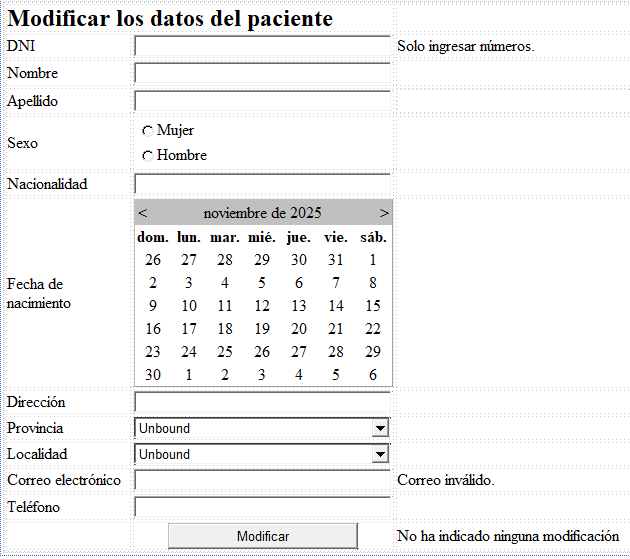 Modificar los datos del paciente
DNI Solo ingresar números.
Nombre
Apellido
Sexo
Mujer
Hombre
Nacionalidad
Fecha de
nacimiento
< noviembre de 2025 >
dom. lun. mar. mié. jue. vie. sáb.
26 27 28 29 30 31 1
2 3 4 5 6 7 8
9 10 11 12 13 14 15
16 17 18 19 20 21 22
23 24 25 26 27 28 29
30 1 2 3 4 5 6
Dirección
Provincia Unbound
Localidad Unbound
Correo electrónico Correo inválido.
Teléfono
Modificar No ha indicado ninguna modificación